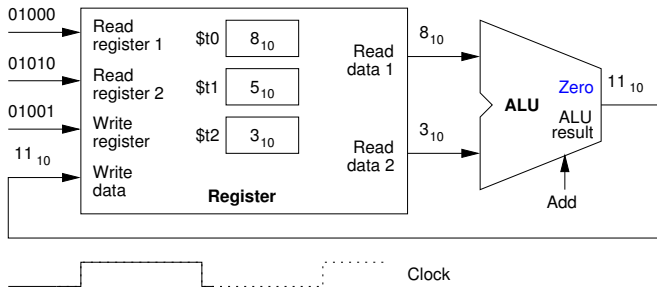 01000
Read
register 1
01010
Read
register 2
01001
Write
register
11₁₀
Write
data
$t0
8₁₀
$t1
5₁₀
$t2
3₁₀
Read
data 1
Read
data 2
Register
8₁₀
3₁₀
ALU
Zero
ALU
result
11₁₀
Add
Clock